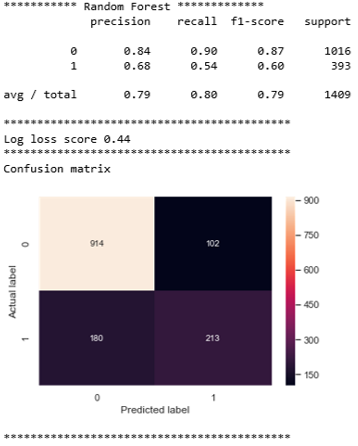 *********** Random Forest *************
precision recall f1-score support
0 0.84 0.90 0.87 1016
1 0.68 0.54 0.60 393
avg / total 0.79 0.80 0.79 1409
******************************************
Log loss score 0.44
******************************************
Confusion matrix
Actual label
0
1
914 102
180 213
0 1
Predicted label
900
750
600
450
300
150
******************************************